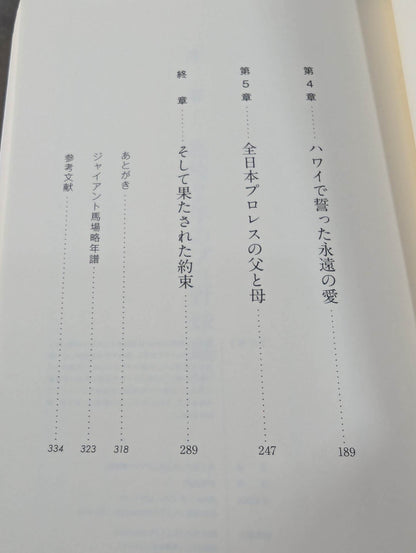 第4章 ハワイで誓った永遠の愛 189
第5章 全日本プロレスの父と母 247
終 章 そして果たされた約束 289
あとがき 318
ジャイアント馬場略年譜 323
参考文献 334